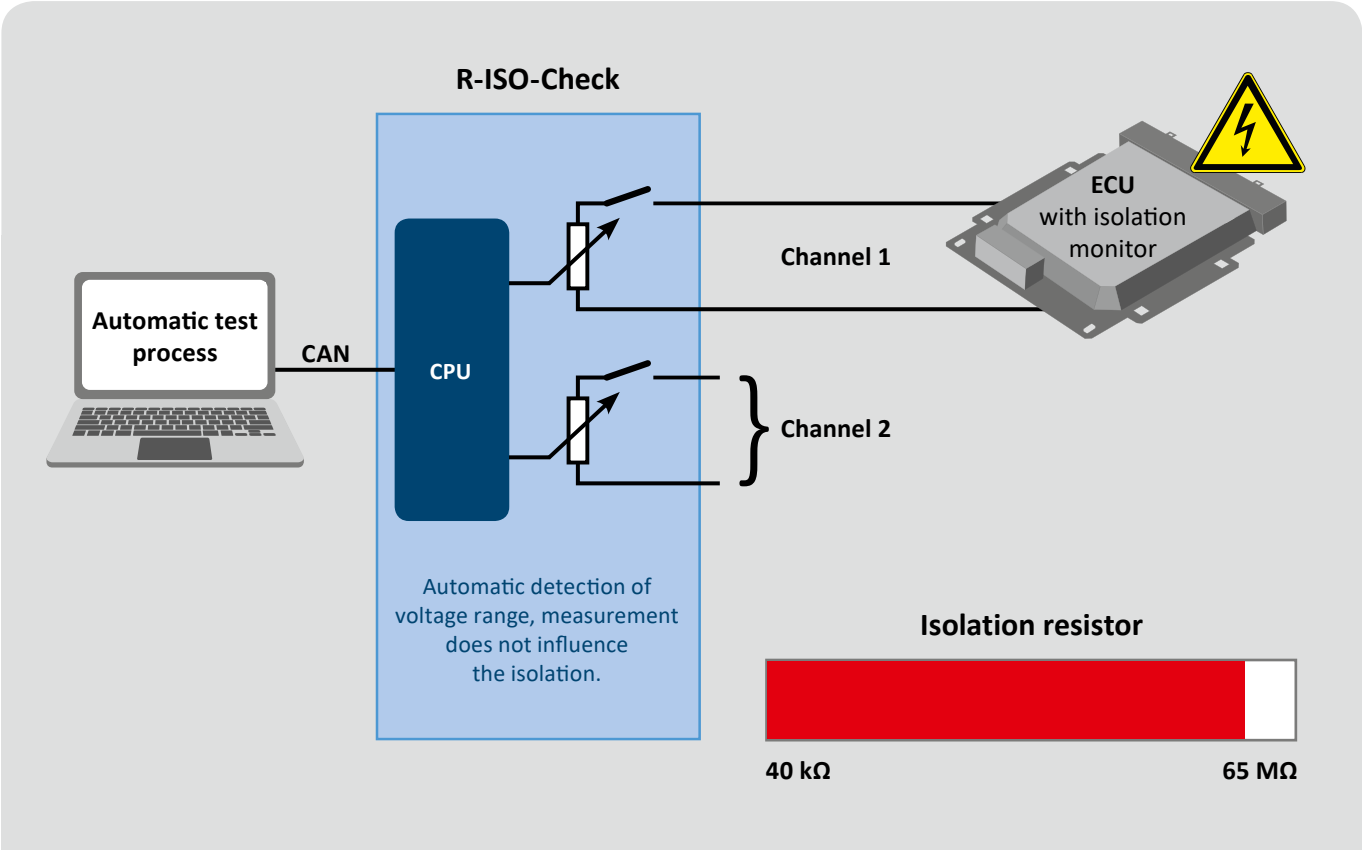 R-ISO-Check
ECU
with isolation
monitor
Channel 1
Automatic test
process
CAN
CPU
Channel 2
Automatic detection of
voltage range, measurement
does not influence
the isolation.
Isolation resistor
40 kΩ
65 MΩ